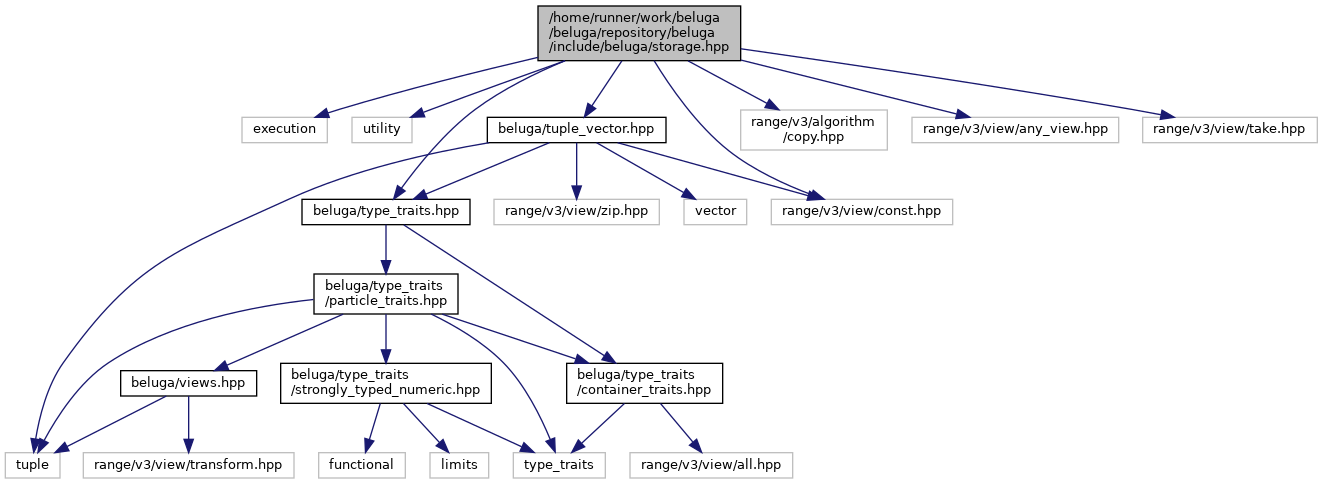 /home/runner/work/beluga
/beluga/repository/beluga
/include/beluga/storage.hpp
execution
utility
beluga/tuple_vector.hpp
range/v3/algorithm
/copy.hpp
range/v3/view/any_view.hpp
range/v3/view/take.hpp
beluga/type_traits.hpp
range/v3/view/zip.hpp
vector
range/v3/view/const.hpp
beluga/type_traits
/particle_traits.hpp
beluga/views.hpp
beluga/type_traits
/strongly_typed_numeric.hpp
beluga/type_traits
/container_traits.hpp
tuple
range/v3/view/transform.hpp
functional
limits
type_traits
range/v3/view/all.hpp